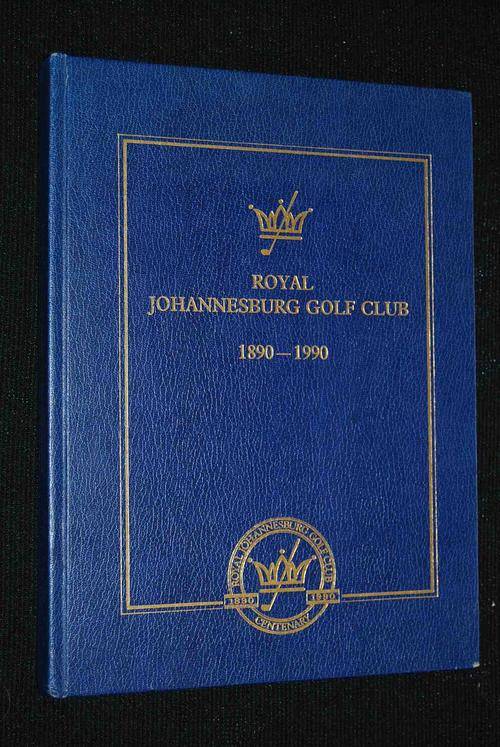 ROYAL
JOHANNESBURG GOLF CLUB
1890—1990
ROYAL JOHANNESBURG GOLF CLUB
1890 1990
CENTENARY